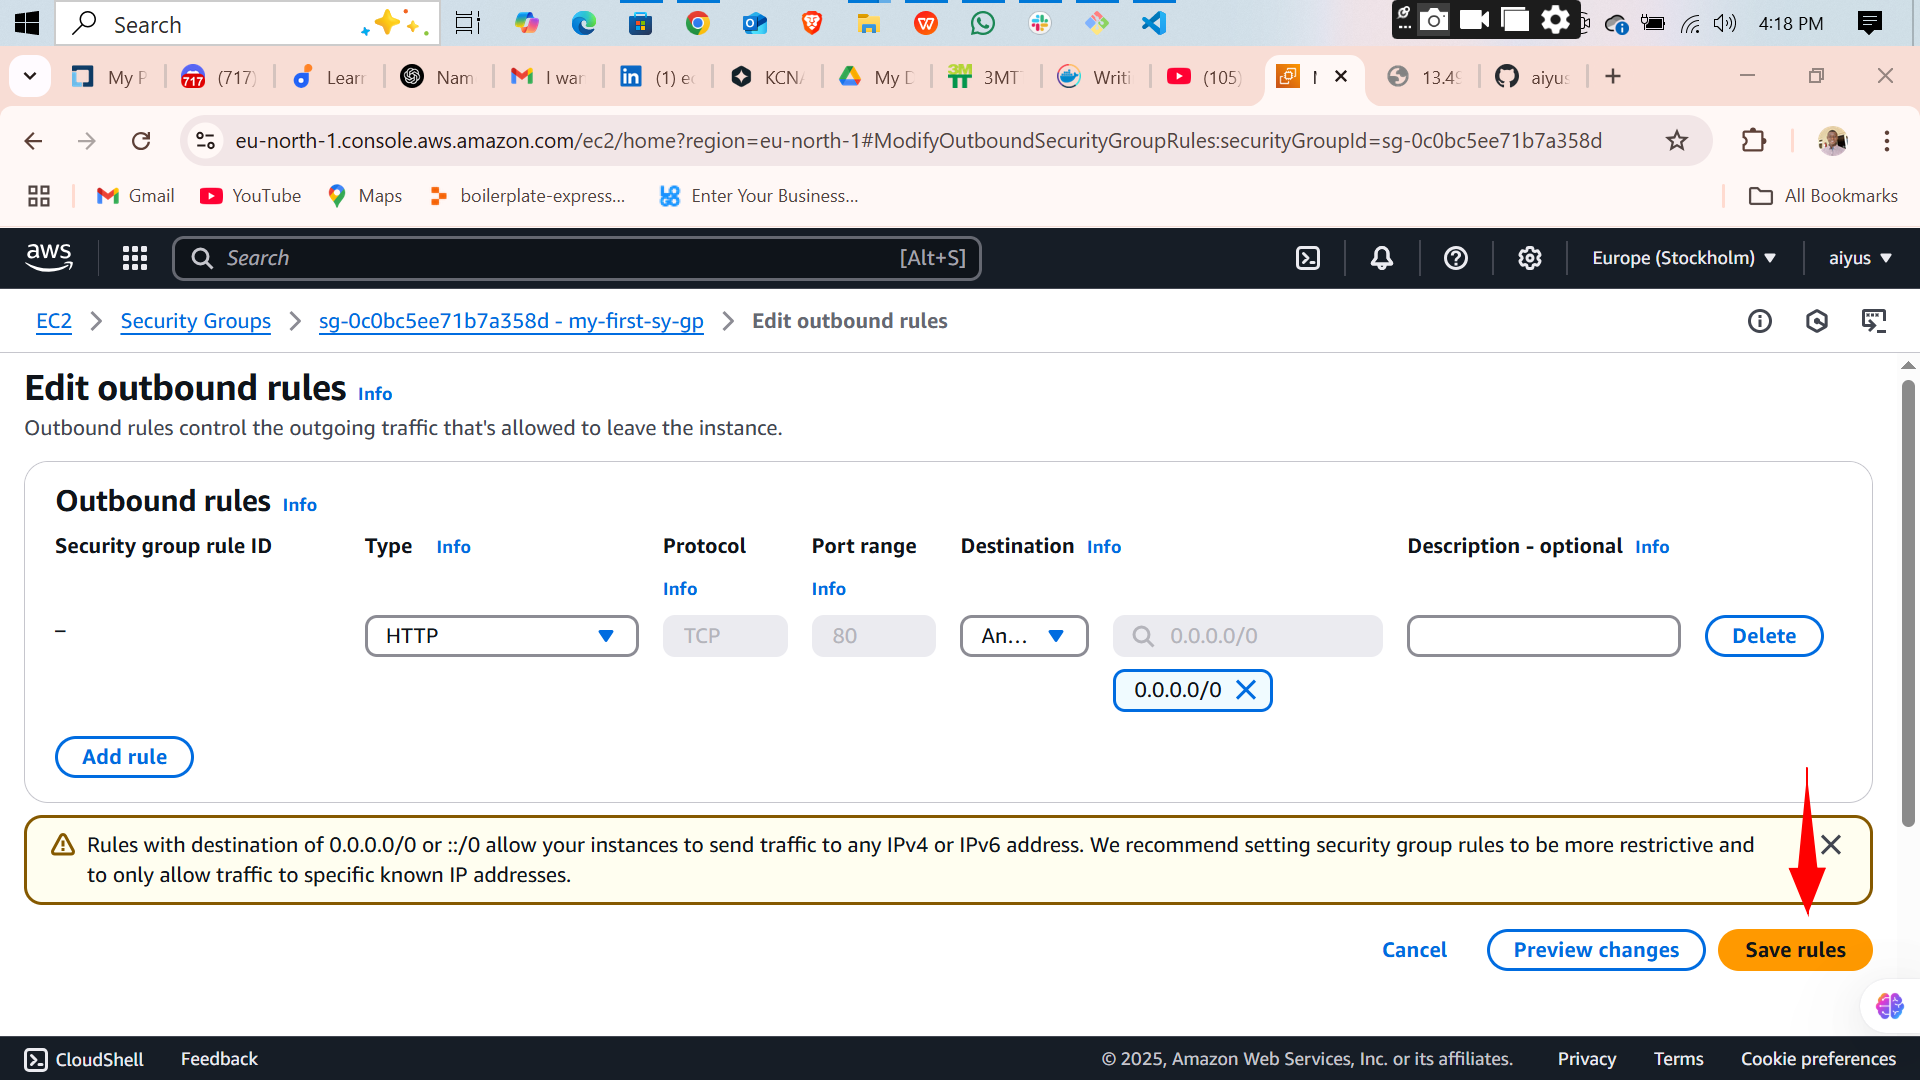 Search
4:18 PM
My P
(717)
Learn
Nam
I wan
(1) ec
KCNA
My D
3MT
Writi
(105)
13.49
aiyus
eu-north-1.console.aws.amazon.com/ec2/home?region=eu-north-1#ModifyOutboundSecurityGroupRules:securityGroupId=sg-0c0bc5ee71b7a358d
Gmail
YouTube
Maps
boilerplate-express...
Enter Your Business...
All Bookmarks
aws
Search
[Alt+S]
Europe (Stockholm)
aiyus
EC2 > Security Groups > sg-0c0bc5ee71b7a358d - my-first-sy-gp > Edit outbound rules
Edit outbound rules Info
Outbound rules control the outgoing traffic that's allowed to leave the instance.
Outbound rules Info
Security group rule ID
Type Info
Protocol
Info
Port range
Info
Destination Info
Description - optional Info
–
HTTP
TCP
80
An...
0.0.0.0/0
Delete
0.0.0.0/0
Add rule
Rules with destination of 0.0.0.0/0 or ::/0 allow your instances to send traffic to any IPv4 or IPv6 address. We recommend setting security group rules to be more restrictive and
to only allow traffic to specific known IP addresses.
Cancel
Preview changes
Save rules
CloudShell
Feedback
© 2025, Amazon Web Services, Inc. or its affiliates.
Privacy
Terms
Cookie preferences